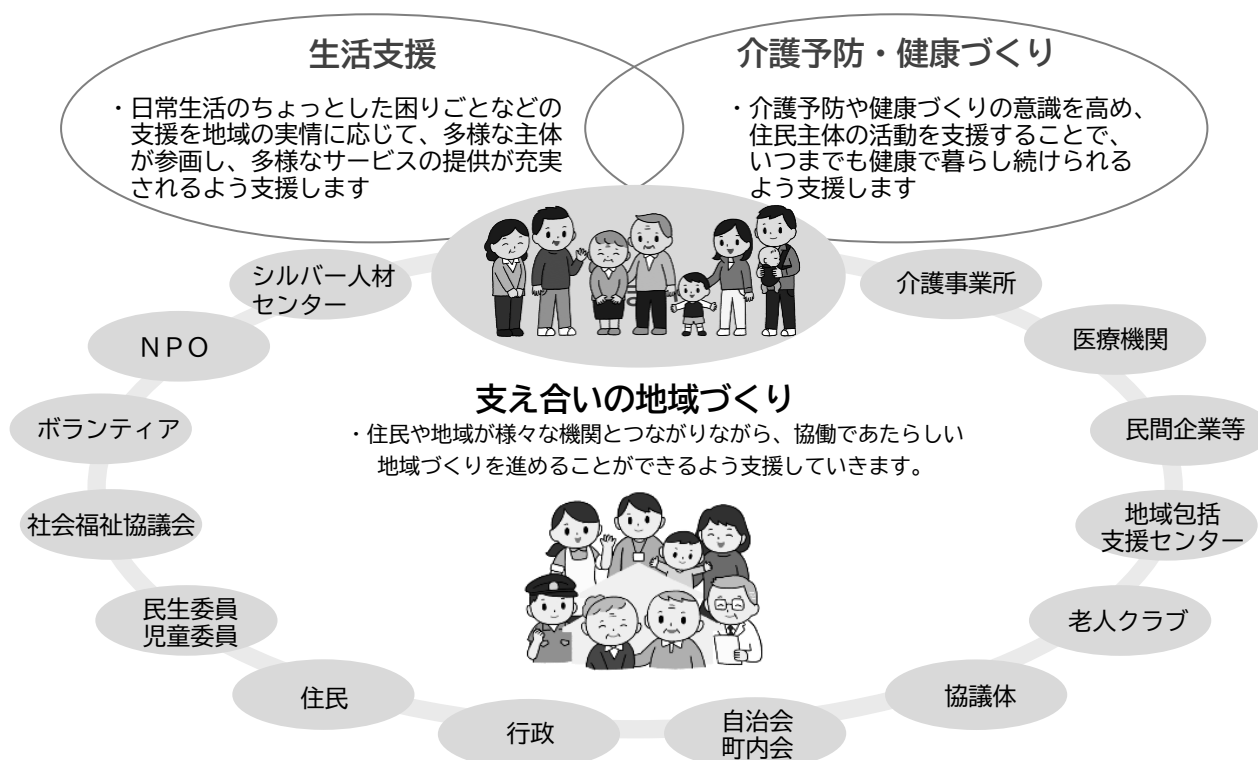 生活支援
・日常生活のちょっとした困りごとなどの
支援を地域の実情に応じて、多様な主体
が参画し、多様なサービスの提供が充実
されるよう支援します
介護予防・健康づくり
・介護予防や健康づくりの意識を高め、
住民主体の活動を支援することで、
いつまでも健康で暮らし続けられる
よう支援します
シルバー人材
センター
介護事業所
ＮＰＯ
医療機関
支え合いの地域づくり
・住民や地域が様々な機関とつながりながら、協働であたらしい
地域づくりを進めることができるよう支援していきます。
ボランティア
民間企業等
社会福祉協議会
地域包括
支援センター
民生委員
児童委員
老人クラブ
住民
協議体
行政
自治会
町内会